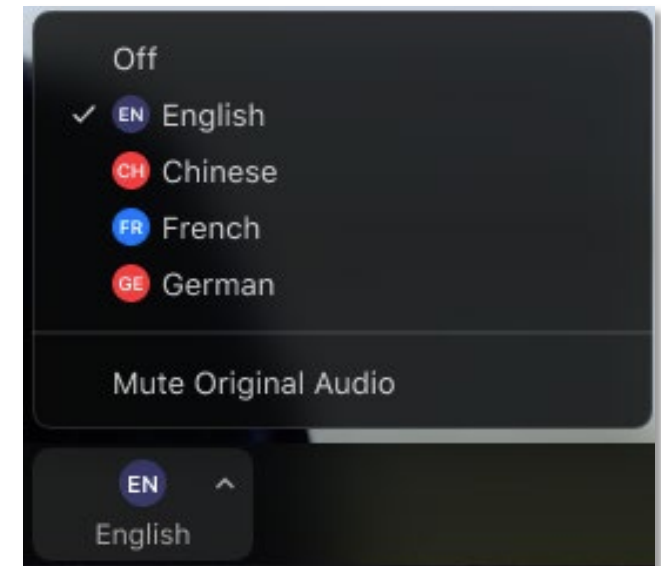 Off
EN English
CH Chinese
FR French
GE German
Mute Original Audio
EN
English